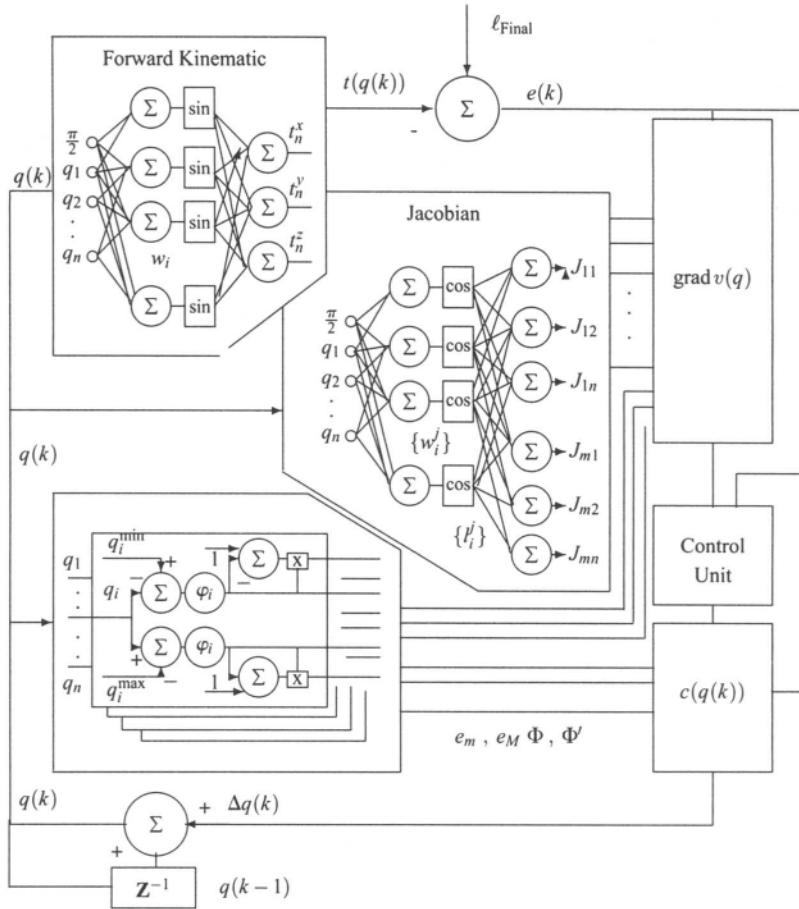 ℓ_Final
Forward Kinematic
t(q(k))
Σ
e(k)
-
Σ sin
π/2
q_1
q_2
.
.
q_n
Σ sin
Σ sin
Σ sin
w_i
Σ t_n^x
Σ t_n^y
Σ t_n^z
q(k)
Jacobian
grad v(q)
.
.
.
.
π/2
q_1
q_2
.
.
q_n
Σ cos
Σ cos
Σ cos
Σ cos
{w_i^j}
{l_i^j}
Σ J_11
Σ J_12
Σ J_1n
Σ J_m1
Σ J_m2
Σ J_mn
q(k)
q_i^min
q_1
q_i
.
.
.
.
q_n
+
−
Σ φ_i
1
−
Σ
x
Σ φ_i
+
−
q_i^max
1
Σ
x
Control
Unit
c(q(k))
e_m , e_M Φ , Φ′
q(k)
Σ
+
Δq(k)
+
Z^−1
q(k−1)